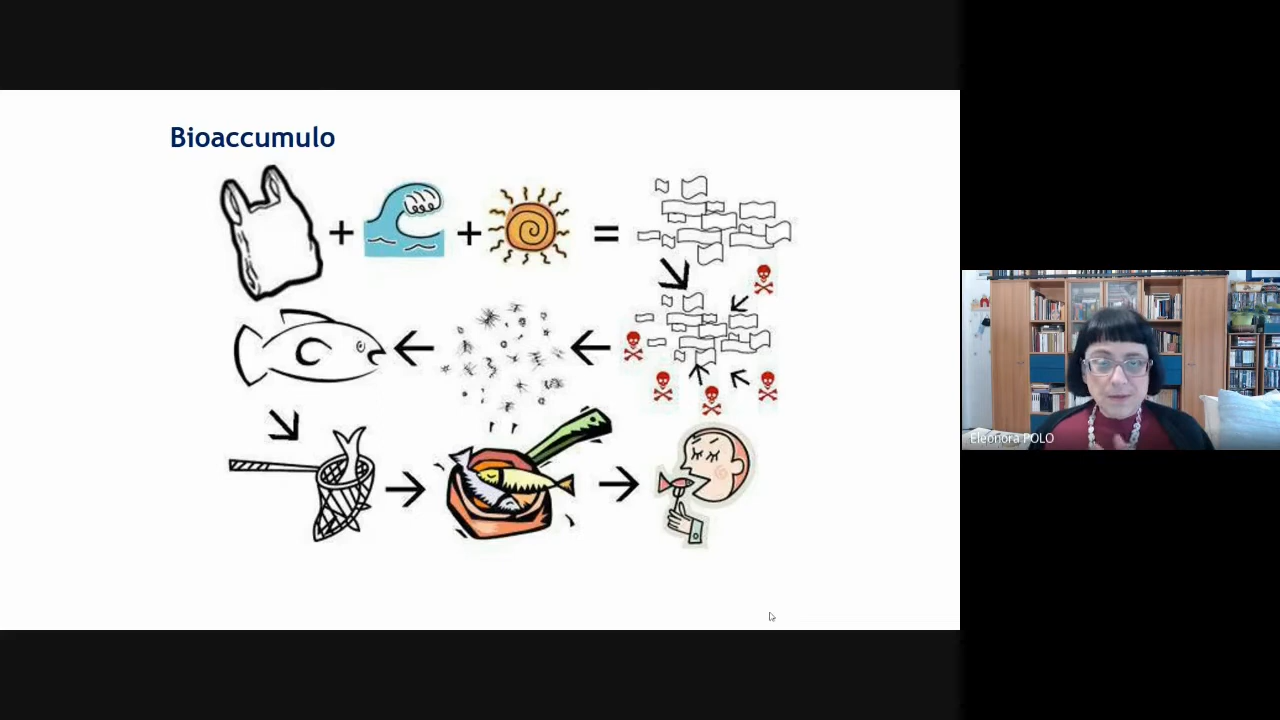 Bioaccumulo
+
+
=
Eleonora POLO